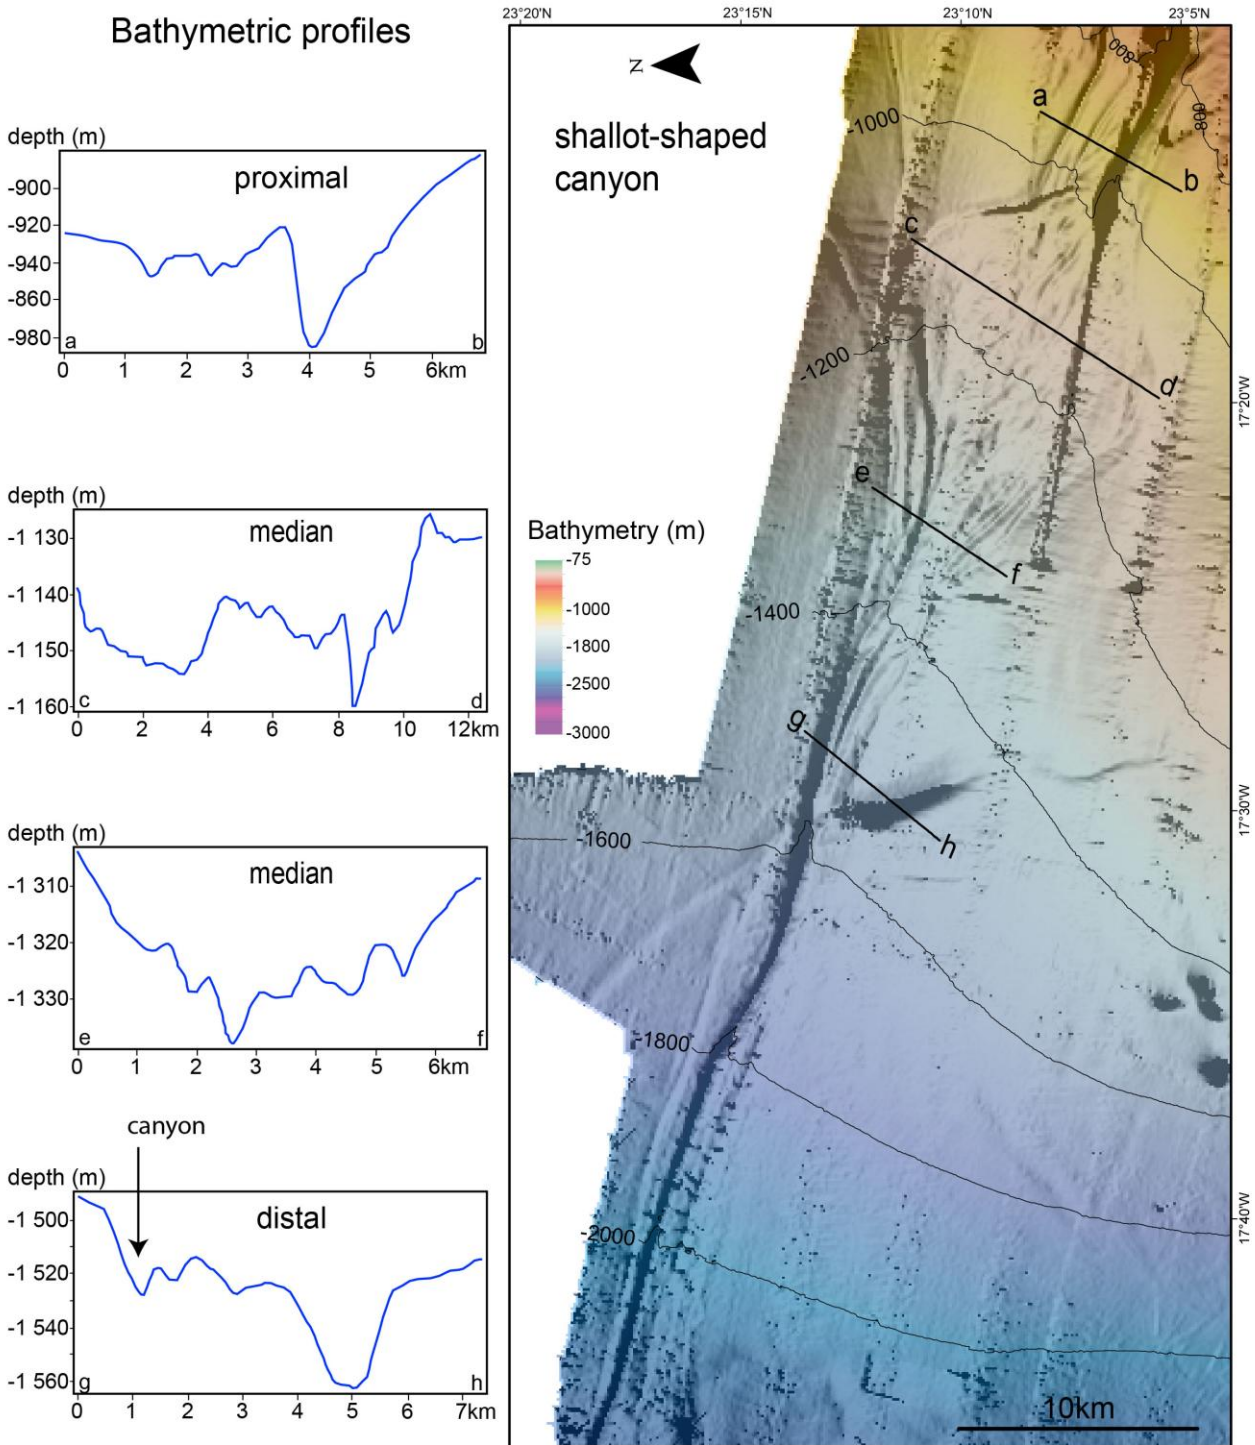 Bathymetric profiles
depth (m)
proximal
-900
-920
-940
-860
-980
a
b
0 1 2 3 4 5 6km
depth (m)
median
-1 130
-1 140
-1 150
-1 160
c
d
0 2 4 6 8 10 12km
depth (m)
median
-1 310
-1 320
-1 330
e
f
0 1 2 3 4 5 6km
canyon
depth (m)
distal
-1 500
-1 520
-1 540
-1 560
g
h
0 1 2 3 4 5 6 7km
23°20'N 23°15'N 23°10'N 23°5'N
N
shallot-shaped
canyon
800
800
-1000
a
b
c
d
-1200
17°20'W
e
f
Bathymetry (m)
-75
-1000
-1800
-2500
-3000
-1400
g
h
17°30'W
-1600
-1800
17°40'W
-2000
10km